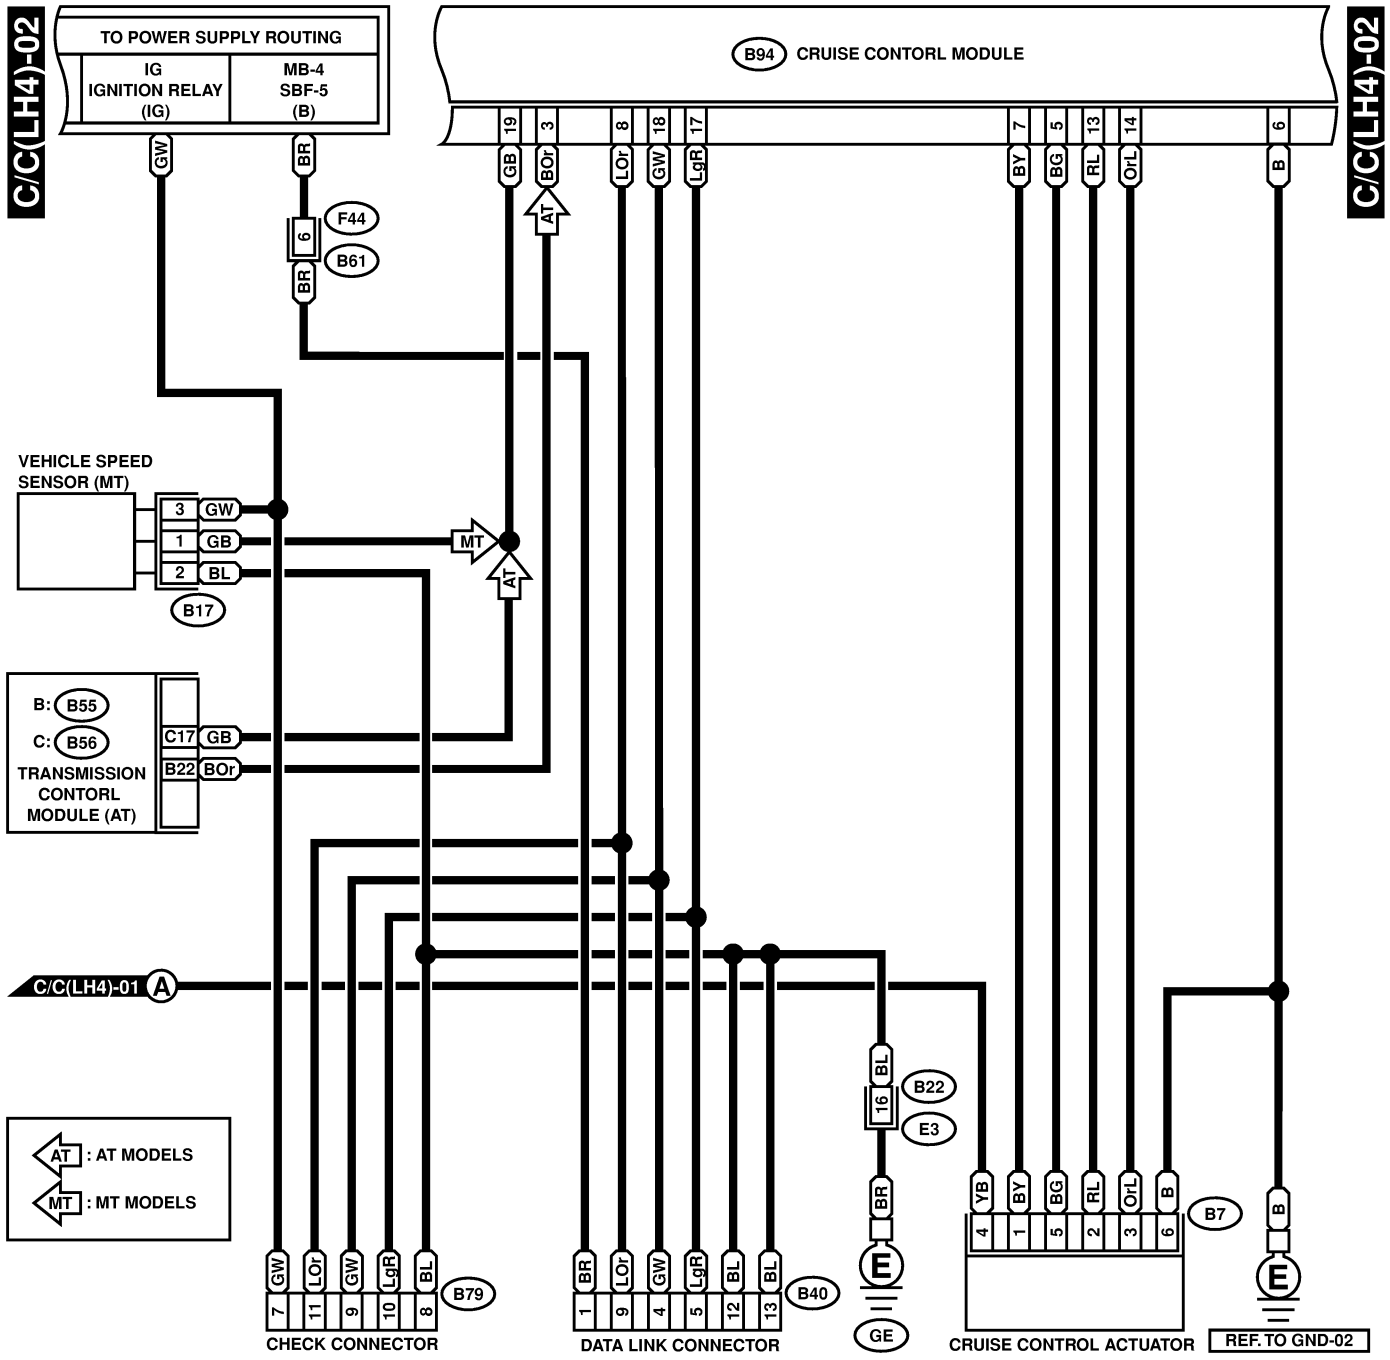 C/C(LH4)-02
TO POWER SUPPLY ROUTING
IG
IGNITION RELAY
(IG)
MB-4
SBF-5
(B)
B94 CRUISE CONTORL MODULE
C/C(LH4)-02
19 3 8 18 17 7 5 13 14 6
GW BR GB BOr LOr GW LgR BY BG RL OrL B
AT
6
F44
B61
BR
VEHICLE SPEED
SENSOR (MT)
3 GW
1 GB
MT
2 BL
AT
B17
B: B55
C: B56
C17 GB
B22 BOr
TRANSMISSION
CONTORL
MODULE (AT)
C/C(LH4)-01 A
BL
16
B22
E3
BR
E
GE
AT : AT MODELS
MT : MT MODELS
YB BY BG RL OrL B
4 1 5 2 3 6
B7
B
E
GW LOr GW LgR BL
7 11 9 10 8
B79
CHECK CONNECTOR
BR LOr GW LgR BL BL
1 9 4 5 12 13
B40
DATA LINK CONNECTOR
CRUISE CONTROL ACTUATOR
REF. TO GND-02